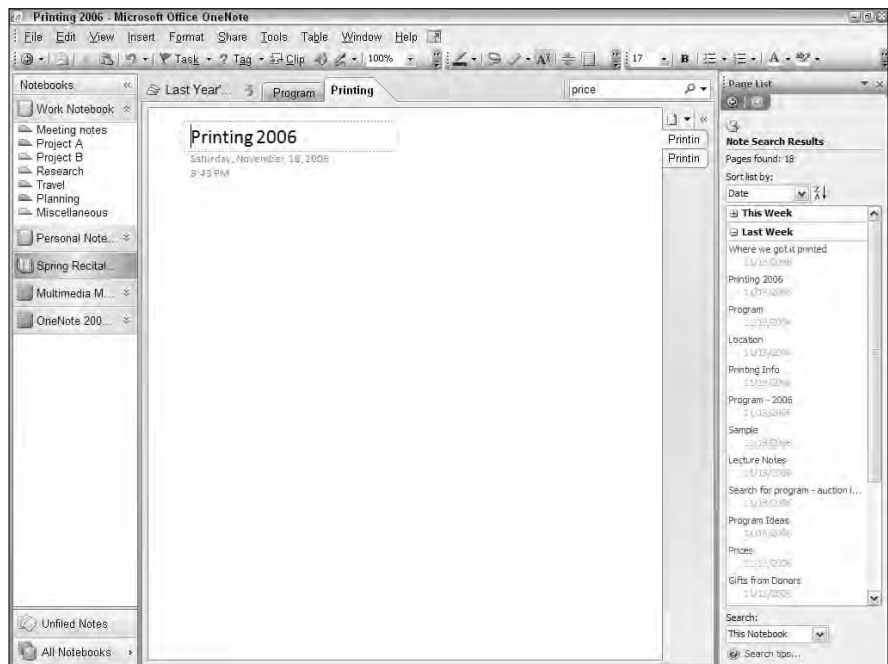 Printing 2006 - Microsoft Office OneNote
File Edit View Insert Format Share Tools Table Window Help
Task ? Tag Clip 100% 17 B A
Notebooks
Work Notebook
Meeting notes
Project A
Project B
Research
Travel
Planning
Miscellaneous
Personal Note...
Spring Recital...
Multimedia M...
OneNote 200...
Unfiled Notes
All Notebooks
Last Year'... Program Printing price
Printing 2006
Saturday, November 18, 2006
8:43 PM
Printin
Printin
Page List
Note Search Results
Pages found: 18
Sort list by:
Date
This Week
Last Week
Where we got it printed
Printing 2006
Program
Location
Printing Info
Program - 2006
Sample
Lecture Notes
Search for program - auction i...
Program Ideas
Prices
Gifts from Donors
Search:
This Notebook
Search tips...